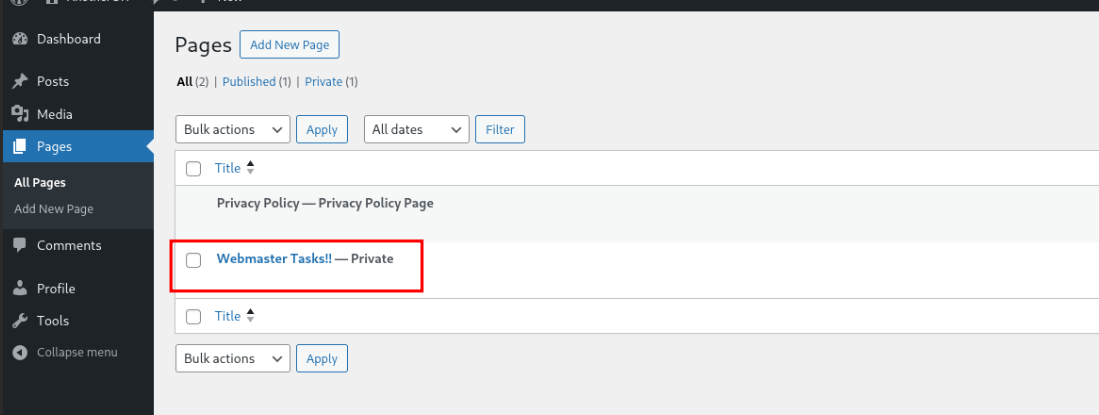 Dashboard
Posts
Media
Pages
All Pages
Add New Page
Comments
Profile
Tools
Collapse menu
Pages Add New Page
All (2) | Published (1) | Private (1)
Bulk actions Apply All dates Filter
Title
Privacy Policy — Privacy Policy Page
Webmaster Tasks!! — Private
Title
Bulk actions Apply